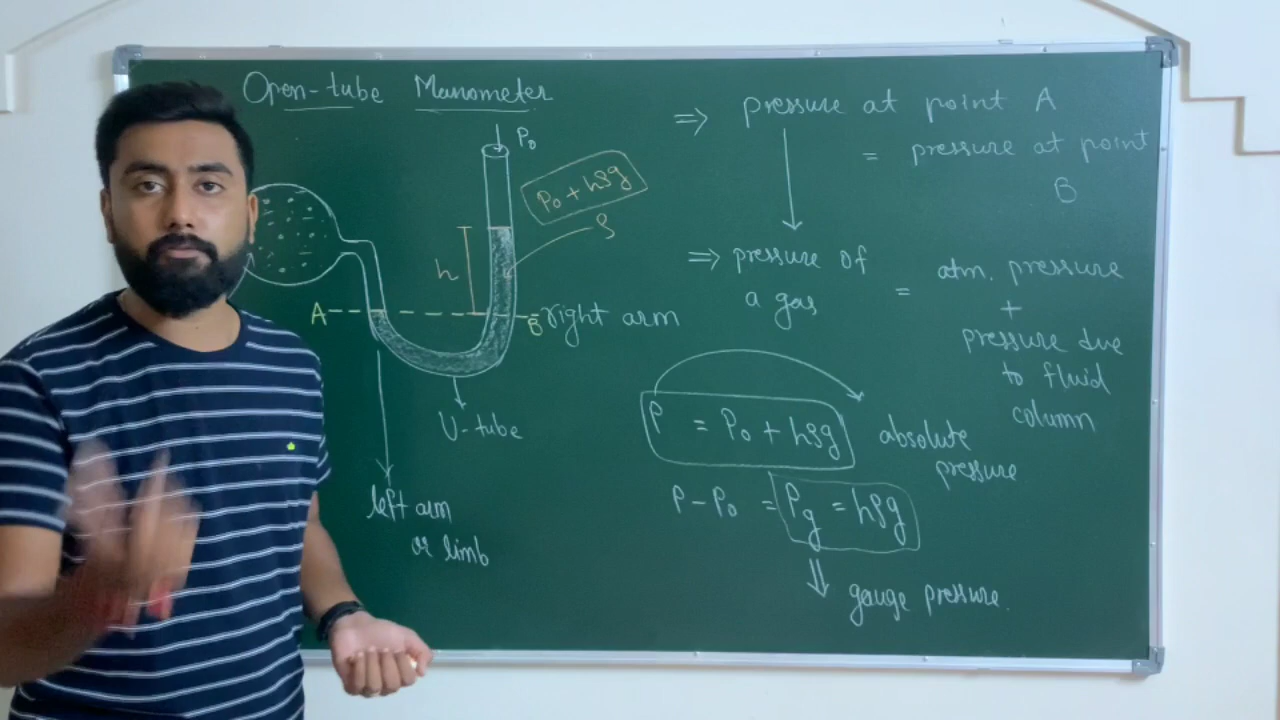 Open-tube Manometer
P₀
P₀ + hρg
ρ
h
A
B
right arm
U-tube
left arm
or limb
⇒ pressure at point A
= pressure at point
B
⇒ pressure of
a gas
= atm. pressure
+
pressure due
to fluid
column
P = P₀ + hρg
absolute
pressure
P - P₀ = Pg = hρg
⇓ gauge pressure.